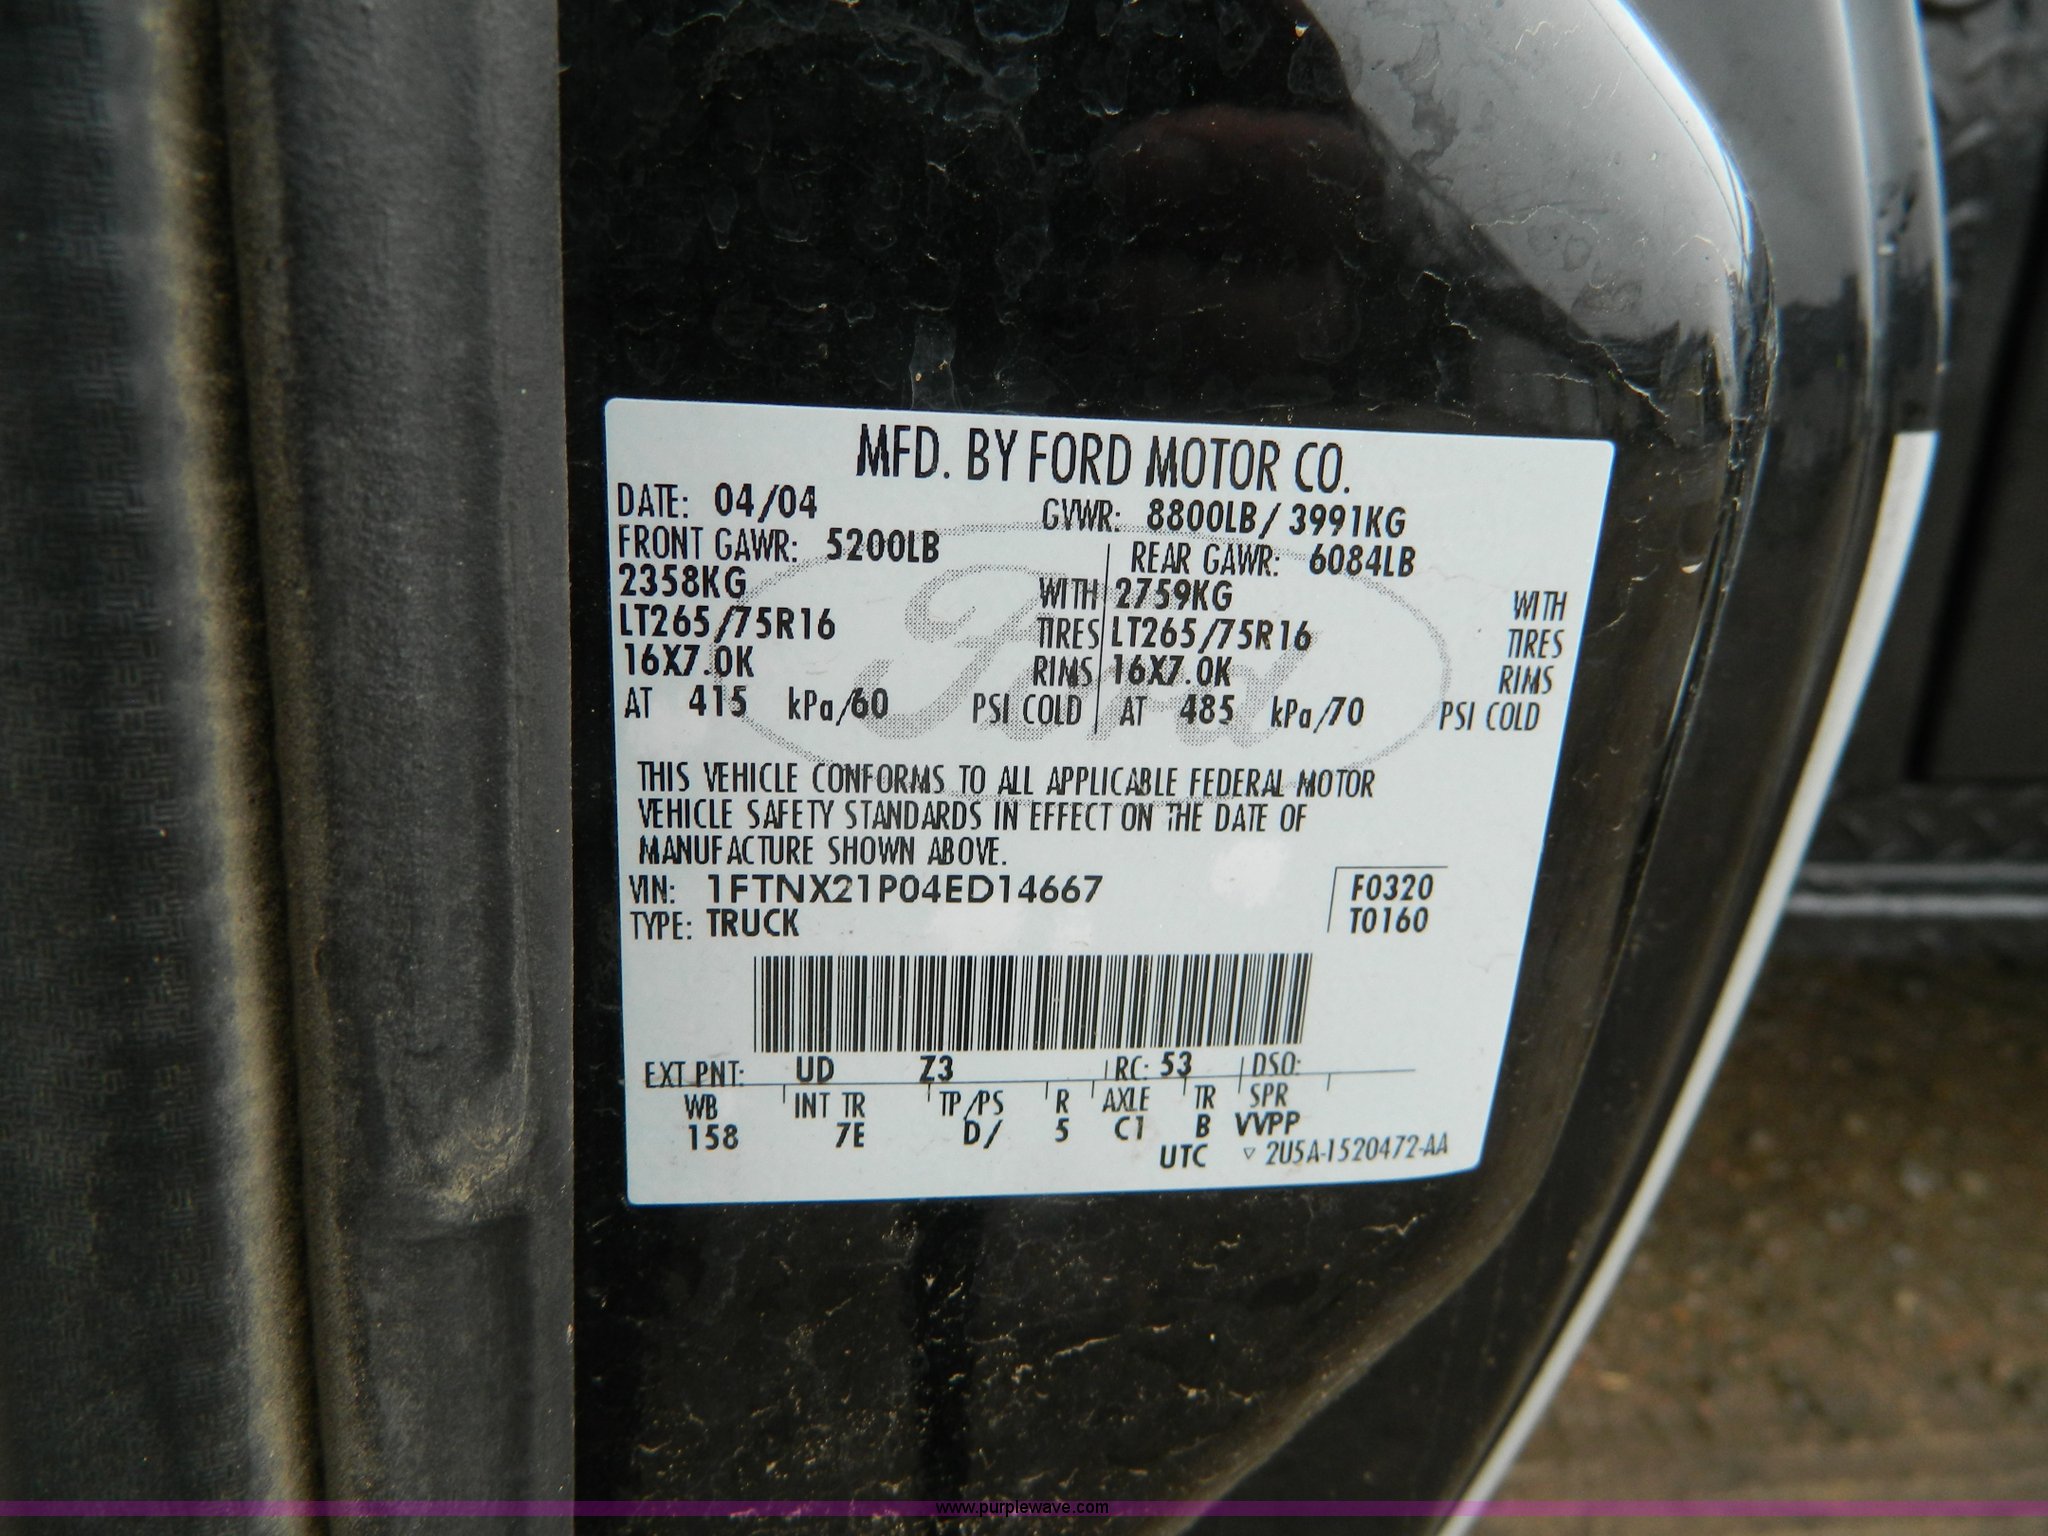 MFD. BY FORD MOTOR CO.
DATE: 04/04 GVWR: 8800LB/ 3991KG
FRONT GAWR: 5200LB REAR GAWR: 6084LB
2358KG WITH 2759KG WITH
LT265/75R16 TIRES LT265/75R16 TIRES
16X7.0K RIMS 16X7.0K RIMS
AT 415 kPa/60 PSI COLD AT 485 kPa/70 PSI COLD
Ford
THIS VEHICLE CONFORMS TO ALL APPLICABLE FEDERAL MOTOR
VEHICLE SAFETY STANDARDS IN EFFECT ON THE DATE OF
MANUFACTURE SHOWN ABOVE.
VIN: 1FTNX21P04ED14667 F0320
TYPE: TRUCK T0160
EXT PNT: UD Z3 RC: 53 DSO:
WB INT TR TP/PS R AXLE TR SPR
158 7E D/ 5 C1 B VVPP
UTC ▽ 2U5A-1520472-AA
www.purplewave.com